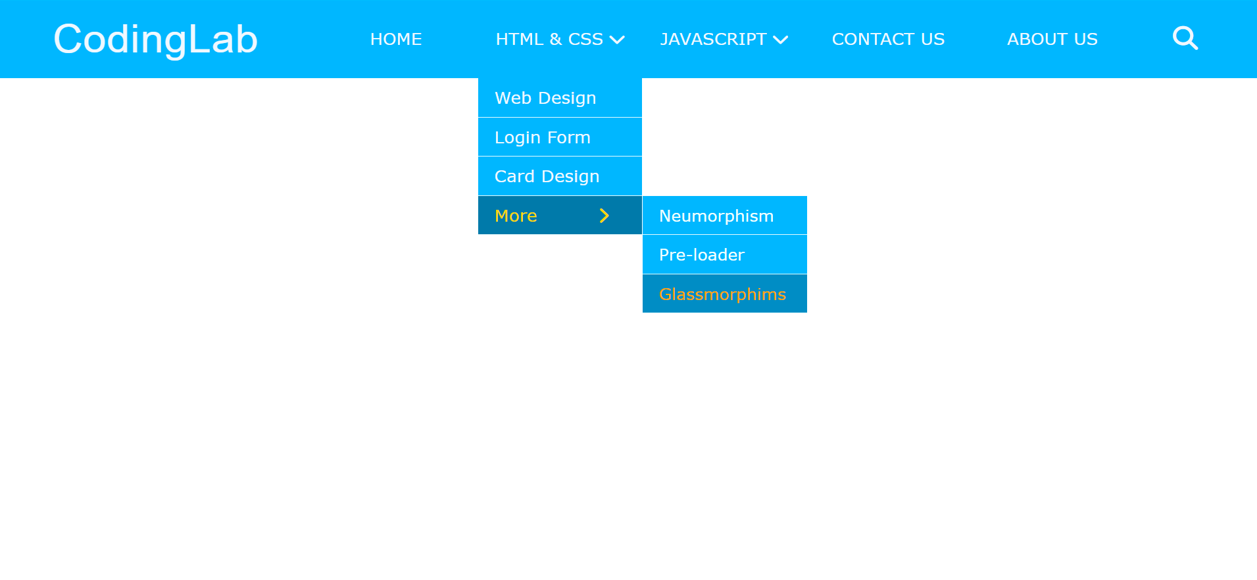 CodingLab HOME HTML & CSS JAVASCRIPT CONTACT US ABOUT US
Web Design
Login Form
Card Design
More
Neumorphism
Pre-loader
Glassmorphims